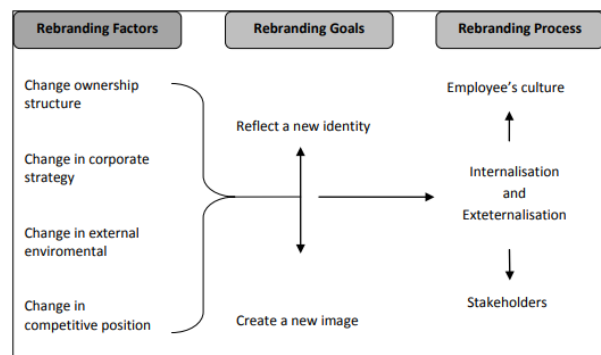 Rebranding Factors
Rebranding Goals
Rebranding Process
Change ownership
structure
Change in corporate
strategy
Change in external
enviromental
Change in
competitive position
Reflect a new identity
Create a new image
Employee's culture
Internalisation
and
Exteternalisation
Stakeholders